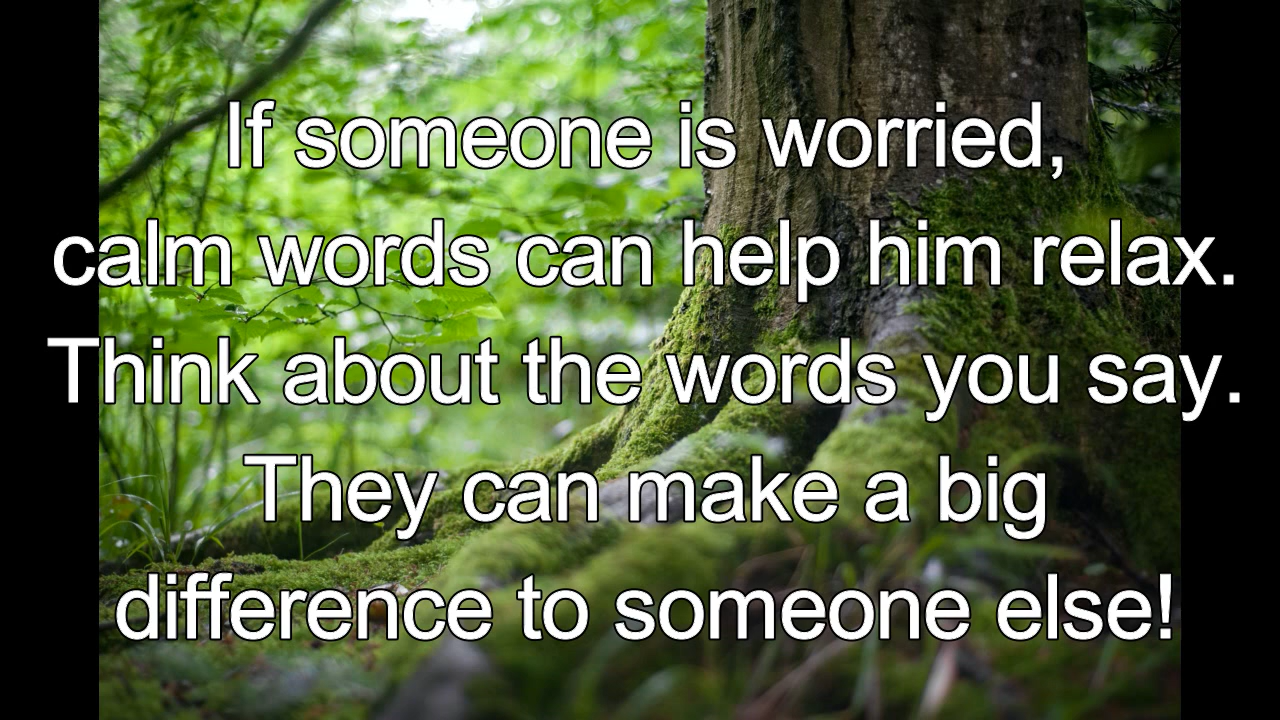 If someone is worried,
calm words can help him relax.
Think about the words you say.
They can make a big
difference to someone else!